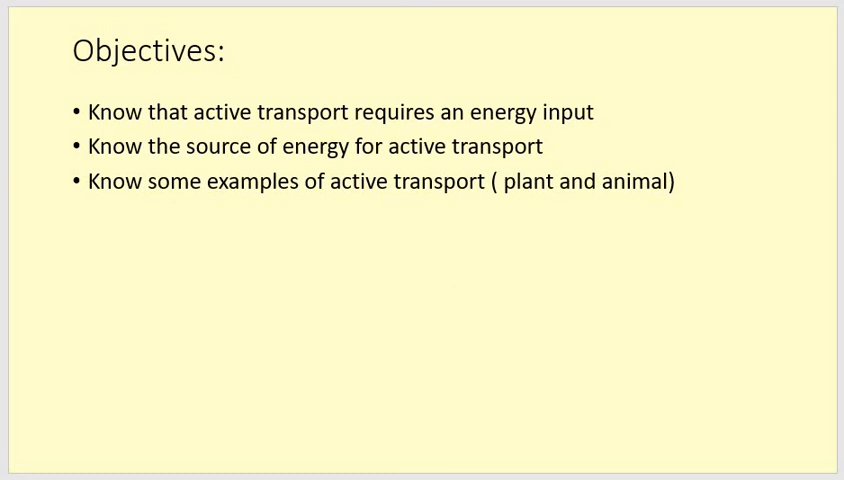 Objectives:
• Know that active transport requires an energy input
• Know the source of energy for active transport
• Know some examples of active transport ( plant and animal)